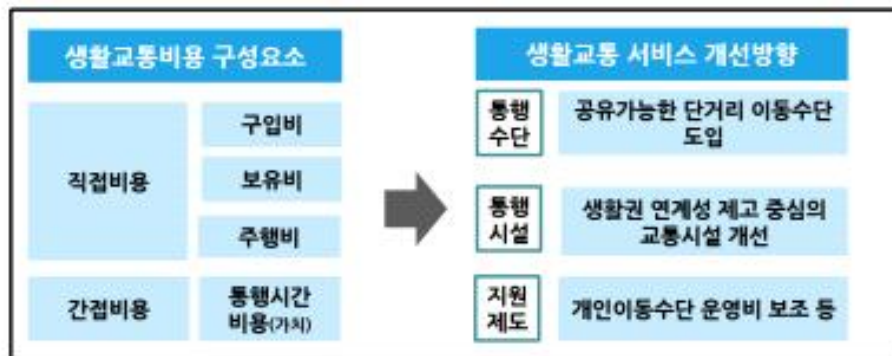 생활교통비용 구성요소
직접비용
구입비
보유비
주행비
간접비용
통행시간
비용(가치)
생활교통 서비스 개선방향
통행
수단
공유가능한 단거리 이동수단
도입
통행
시설
생활권 연계성 제고 중심의
교통시설 개선
지원
제도
개인이동수단 운영비 보조 등